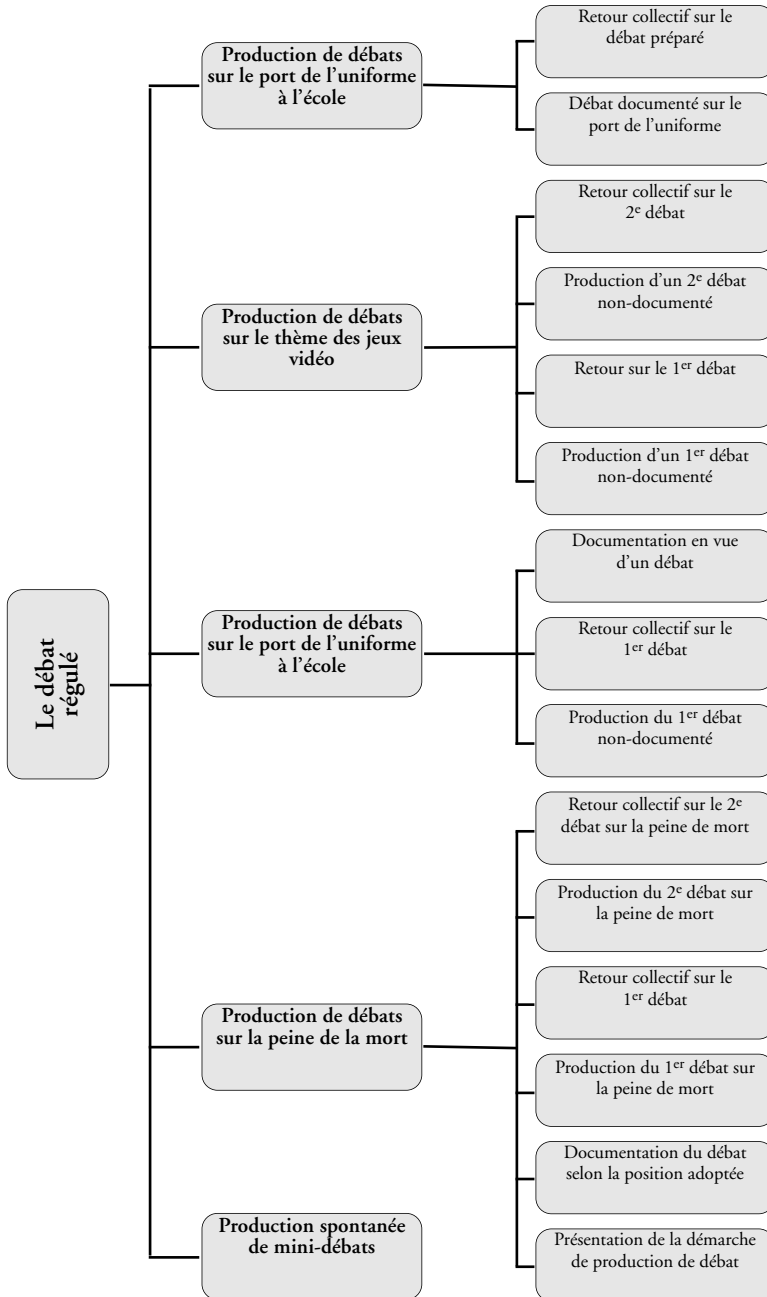 Le débat
régulé
Production de débats
sur le port de l'uniforme
à l'école
Retour collectif sur le
débat préparé
Débat documenté sur le
port de l'uniforme
Production de débats
sur le thème des jeux
vidéo
Retour collectif sur le
2e débat
Production d'un 2e débat
non-documenté
Retour sur le 1er débat
Production d'un 1er débat
non-documenté
Production de débats
sur le port de l'uniforme
à l'école
Documentation en vue
d'un débat
Retour collectif sur le
1er débat
Production du 1er débat
non-documenté
Production de débats
sur la peine de la mort
Retour collectif sur le 2e
débat sur la peine de mort
Production du 2e débat sur
la peine de mort
Retour collectif sur le
1er débat
Production du 1er débat sur
la peine de mort
Documentation du débat
selon la position adoptée
Présentation de la démarche
de production de débat
Production spontanée
de mini-débats